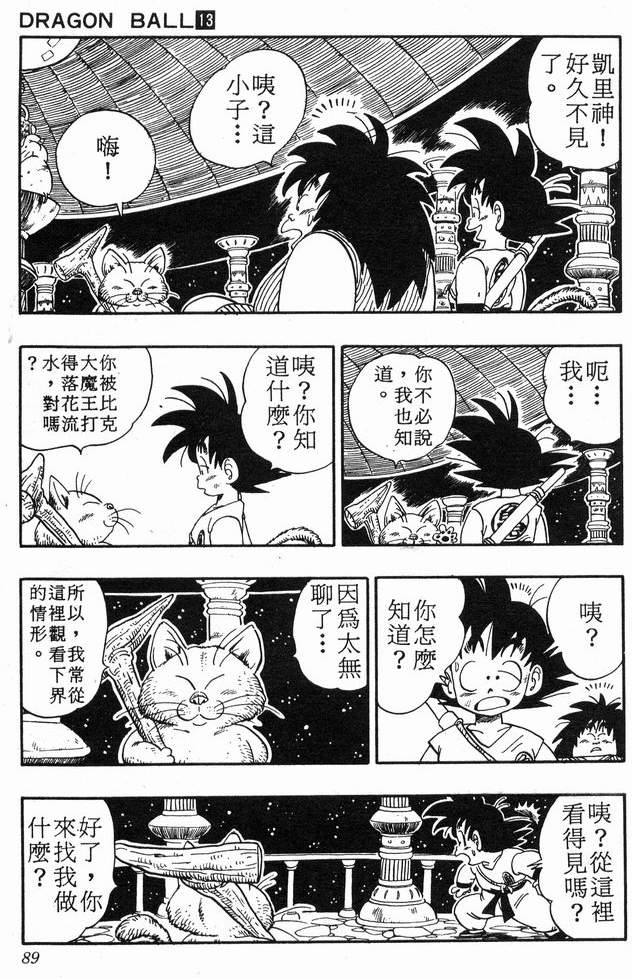 DRAGON BALL 13
凱里神！
好久不見
了。
咦？這
小子…
嗨！
呃…
我…
你不必說
，我也知
道。
咦？你知
道什麼？
你被比克
大魔王打
得落花流
水，對嗎
？
咦？
你怎麼
知道？
因為太無
聊了…
所以，我常從
這裡觀看下界
的情形。
咦？從這裡
看得見嗎？
好了，你
來找我做
什麼？
89